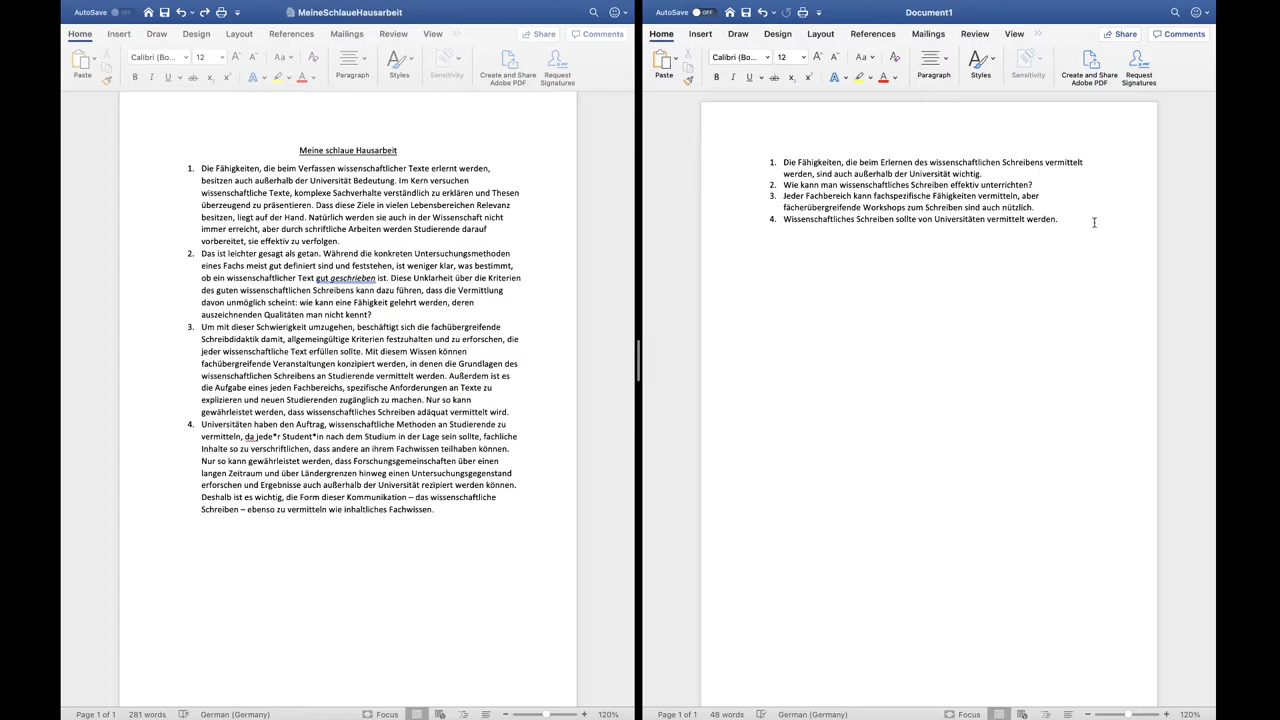 AutoSave OFF MeineSchlaueHausarbeit
Home Insert Draw Design Layout References Mailings Review View Share Comments
Paste Calibri (Bo... 12 Aa Paragraph Styles Sensitivity Create and Share Adobe PDF Request Signatures
Meine schlaue Hausarbeit
1. Die Fähigkeiten, die beim Verfassen wissenschaftlicher Texte erlernt werden,
besitzen auch außerhalb der Universität Bedeutung. Im Kern versuchen
wissenschaftliche Texte, komplexe Sachverhalte verständlich zu erklären und Thesen
überzeugend zu präsentieren. Dass diese Ziele in vielen Lebensbereichen Relevanz
besitzen, liegt auf der Hand. Natürlich werden sie auch in der Wissenschaft nicht
immer erreicht, aber durch schriftliche Arbeiten werden Studierende darauf
vorbereitet, sie effektiv zu verfolgen.
2. Das ist leichter gesagt als getan. Während die konkreten Untersuchungsmethoden
eines Fachs meist gut definiert sind und feststehen, ist weniger klar, was bestimmt,
ob ein wissenschaftlicher Text gut geschrieben ist. Diese Unklarheit über die Kriterien
des guten wissenschaftlichen Schreibens kann dazu führen, dass die Vermittlung
davon unmöglich scheint: wie kann eine Fähigkeit gelehrt werden, deren
auszeichnenden Qualitäten man nicht kennt?
3. Um mit dieser Schwierigkeit umzugehen, beschäftigt sich die fachübergreifende
Schreibdidaktik damit, allgemeingültige Kriterien festzuhalten und zu erforschen, die
jeder wissenschaftliche Text erfüllen sollte. Mit diesem Wissen können
fachübergreifende Veranstaltungen konzipiert werden, in denen die Grundlagen des
wissenschaftlichen Schreibens an Studierende vermittelt werden. Außerdem ist es
die Aufgabe eines jeden Fachbereichs, spezifische Anforderungen an Texte zu
explizieren und neuen Studierenden zugänglich zu machen. Nur so kann
gewährleistet werden, dass wissenschaftliches Schreiben adäquat vermittelt wird.
4. Universitäten haben den Auftrag, wissenschaftliche Methoden an Studierende zu
vermitteln, da jede*r Student*in nach dem Studium in der Lage sein sollte, fachliche
Inhalte so zu verschriftlichen, dass andere an ihrem Fachwissen teilhaben können.
Nur so kann gewährleistet werden, dass Forschungsgemeinschaften über einen
langen Zeitraum und über Ländergrenzen hinweg einen Untersuchungsgegenstand
erforschen und Ergebnisse auch außerhalb der Universität rezipiert werden können.
Deshalb ist es wichtig, die Form dieser Kommunikation – das wissenschaftliche
Schreiben – ebenso zu vermitteln wie inhaltliches Fachwissen.
Page 1 of 1 281 words German (Germany) Focus 120%
AutoSave OFF Document1
Home Insert Draw Design Layout References Mailings Review View Share Comments
Paste Calibri (Bo... 12 Aa Paragraph Styles Sensitivity Create and Share Adobe PDF Request Signatures
1. Die Fähigkeiten, die beim Erlernen des wissenschaftlichen Schreibens vermittelt
werden, sind auch außerhalb der Universität wichtig.
2. Wie kann man wissenschaftliches Schreiben effektiv unterrichten?
3. Jeder Fachbereich kann fachspezifische Fähigkeiten vermitteln, aber
fächerübergreifende Workshops zum Schreiben sind auch nützlich.
4. Wissenschaftliches Schreiben sollte von Universitäten vermittelt werden.
Page 1 of 1 48 words German (Germany) Focus 120%